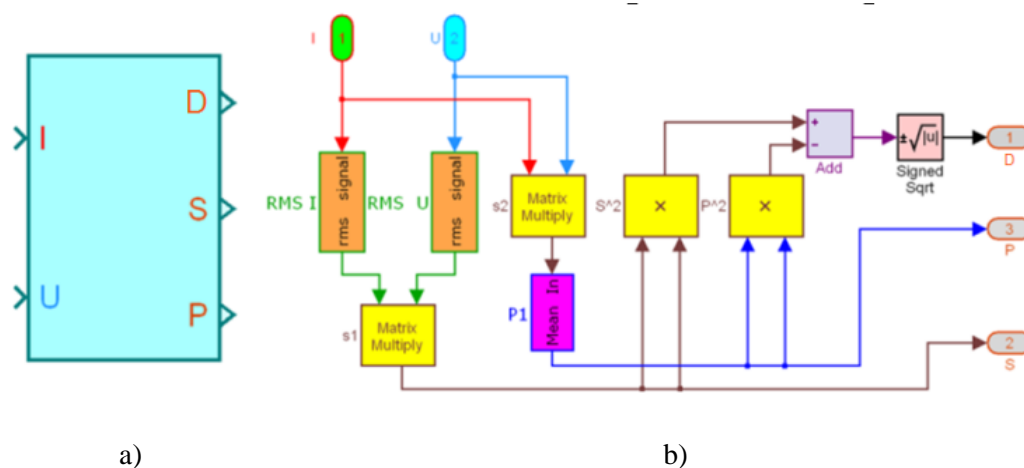 I
U
D
S
P
I 1
U 2
RMS I
rms signal
RMS U
rms signal
s2
Matrix
Multiply
S^2
×
P^2
×
+
−
Add
±√|u|
Signed
Sqrt
1
D
P1
Mean In
3
P
s1
Matrix
Multiply
2
S
a)
b)